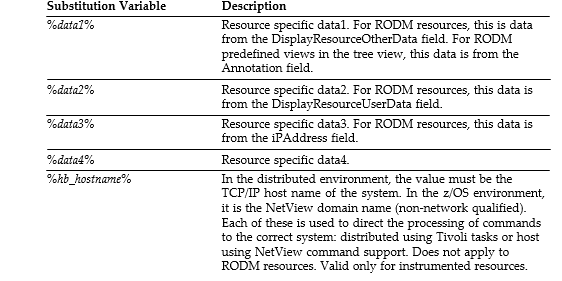 Substitution Variable Description
%data1% Resource specific data1. For RODM resources, this is data
from the DisplayResourceOtherData field. For RODM
predefined views in the tree view, this data is from the
Annotation field.
%data2% Resource specific data2. For RODM resources, this data is
from the DisplayResourceUserData field.
%data3% Resource specific data3. For RODM resources, this data is
from the iPAddress field.
%data4% Resource specific data4.
%hb_hostname% In the distributed environment, the value must be the
TCP/IP host name of the system. In the z/OS environment,
it is the NetView domain name (non-network qualified).
Each of these is used to direct the processing of commands
to the correct system: distributed using Tivoli tasks or host
using NetView command support. Does not apply to
RODM resources. Valid only for instrumented resources.